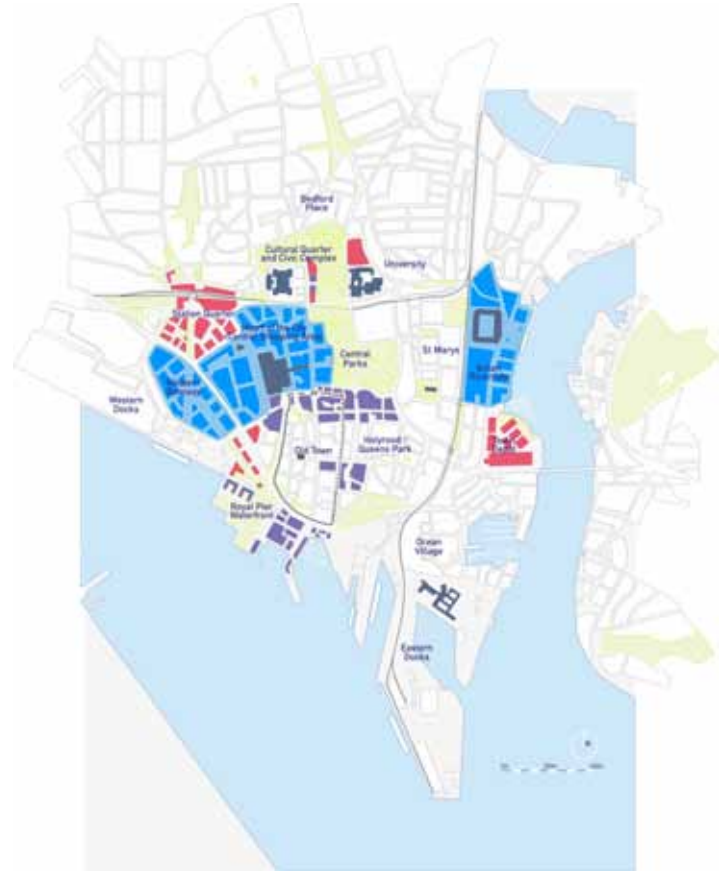 Bedford
Place
Cultural Quarter
and Civic Complex
University
Station Quarter
Central
Parks
St Marys
Western
Docks
Old Town
Holyrood /
Queens Park
Royal Pier
Waterfront
Ocean
Village
Eastern
Docks